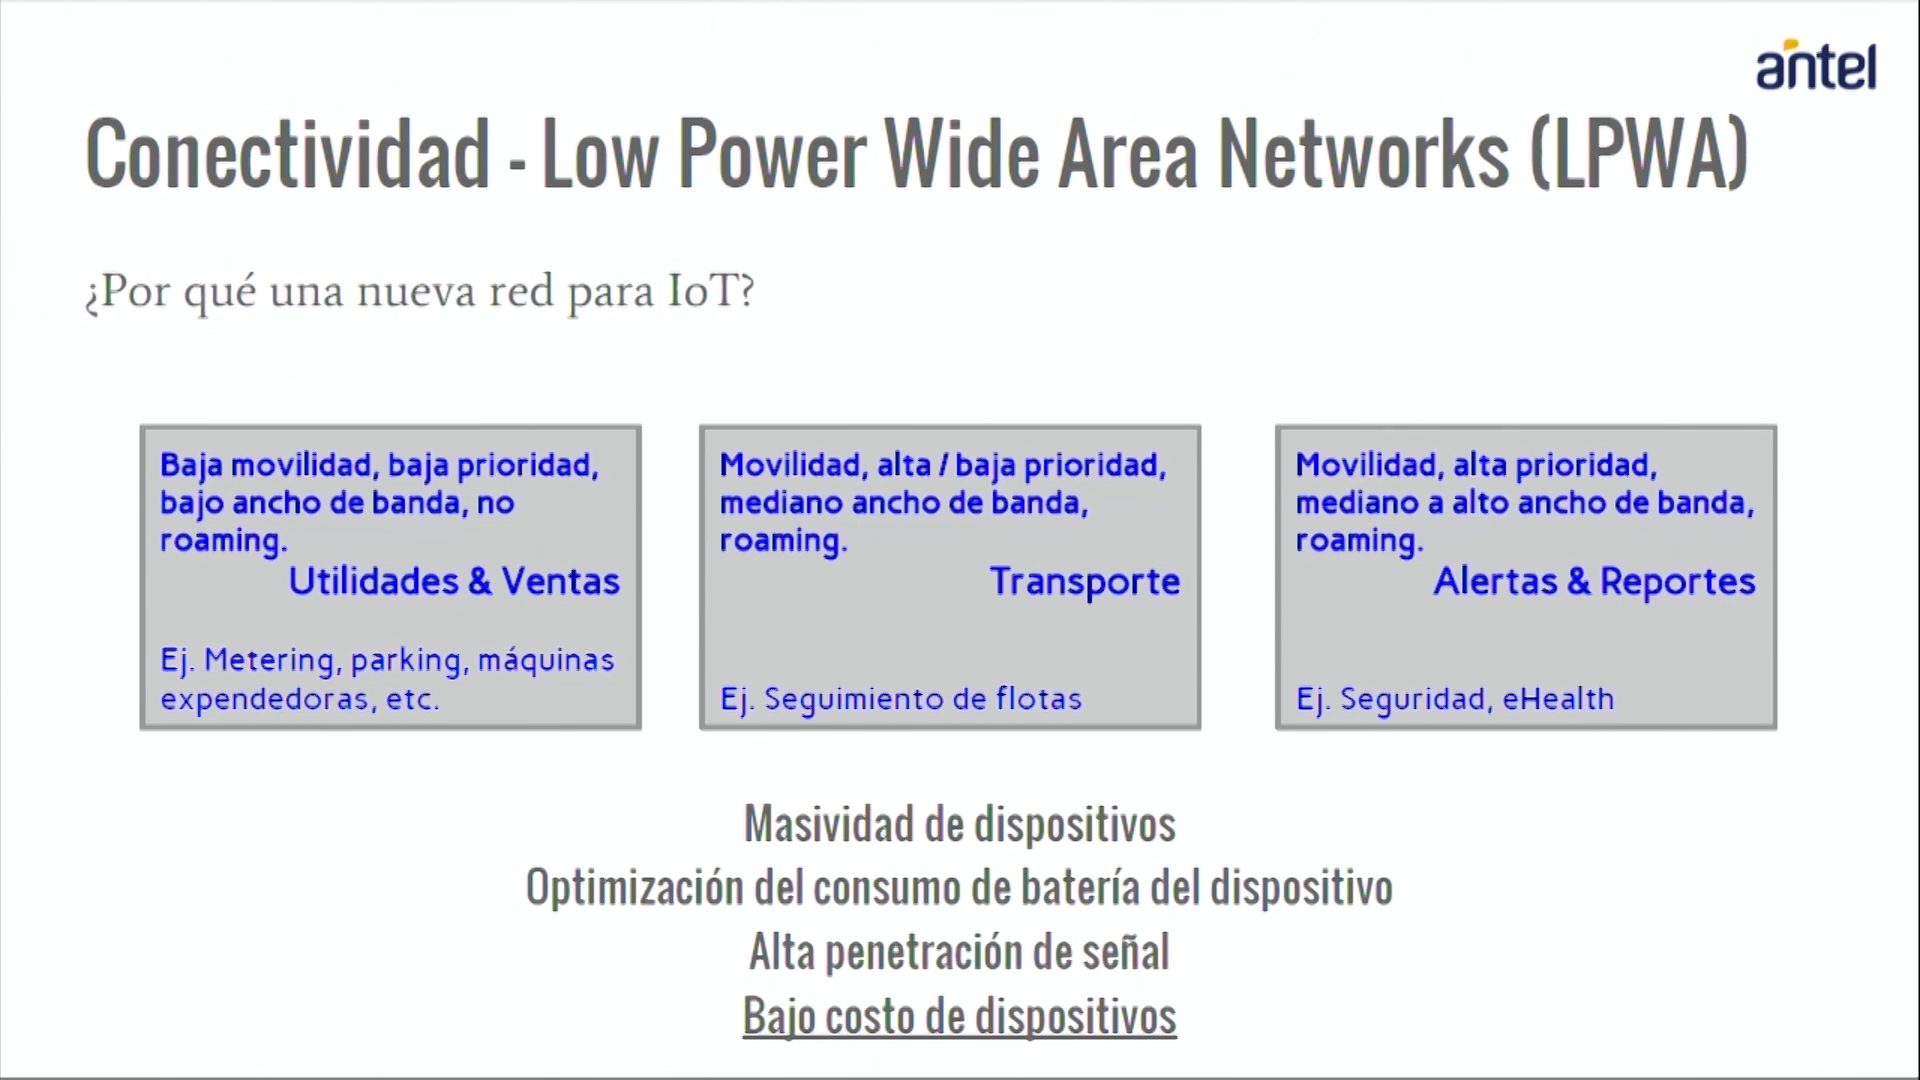 antel
Conectividad - Low Power Wide Area Networks (LPWA)
¿Por qué una nueva red para IoT?
Baja movilidad, baja prioridad,
bajo ancho de banda, no
roaming.
Utilidades & Ventas
Ej. Metering, parking, máquinas
expendedoras, etc.
Movilidad, alta / baja prioridad,
mediano ancho de banda,
roaming.
Transporte
Ej. Seguimiento de flotas
Movilidad, alta prioridad,
mediano a alto ancho de banda,
roaming.
Alertas & Reportes
Ej. Seguridad, eHealth
Masividad de dispositivos
Optimización del consumo de batería del dispositivo
Alta penetración de señal
Bajo costo de dispositivos